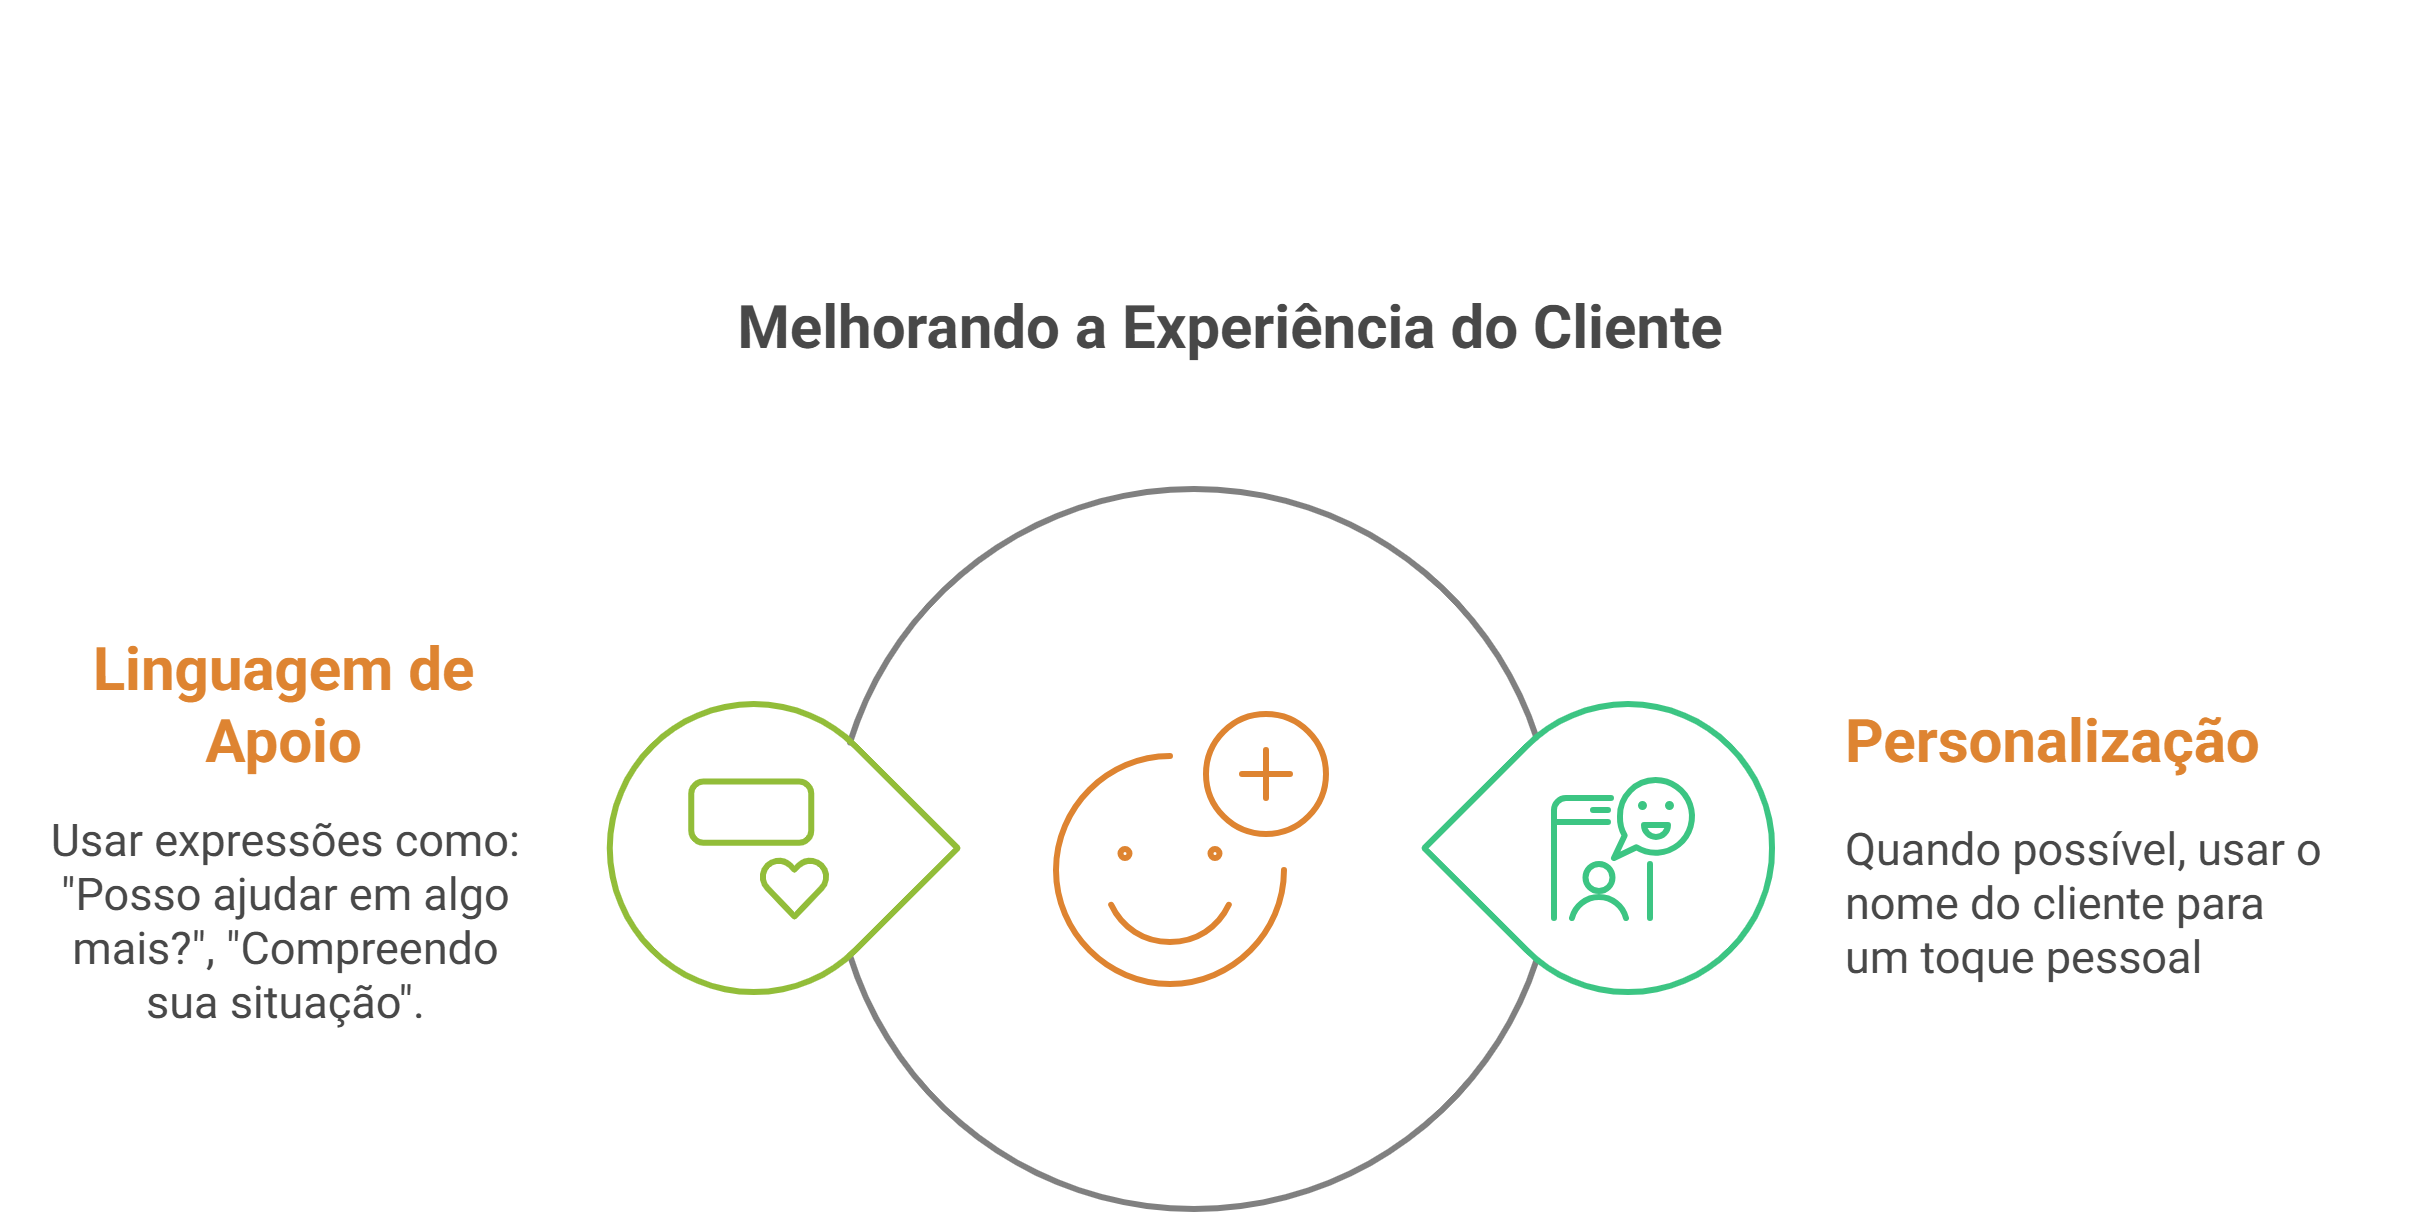 Melhorando a Experiência do Cliente
Linguagem de
Apoio
Usar expressões como:
"Posso ajudar em algo
mais?", "Compreendo
sua situação".
Personalização
Quando possível, usar o
nome do cliente para
um toque pessoal